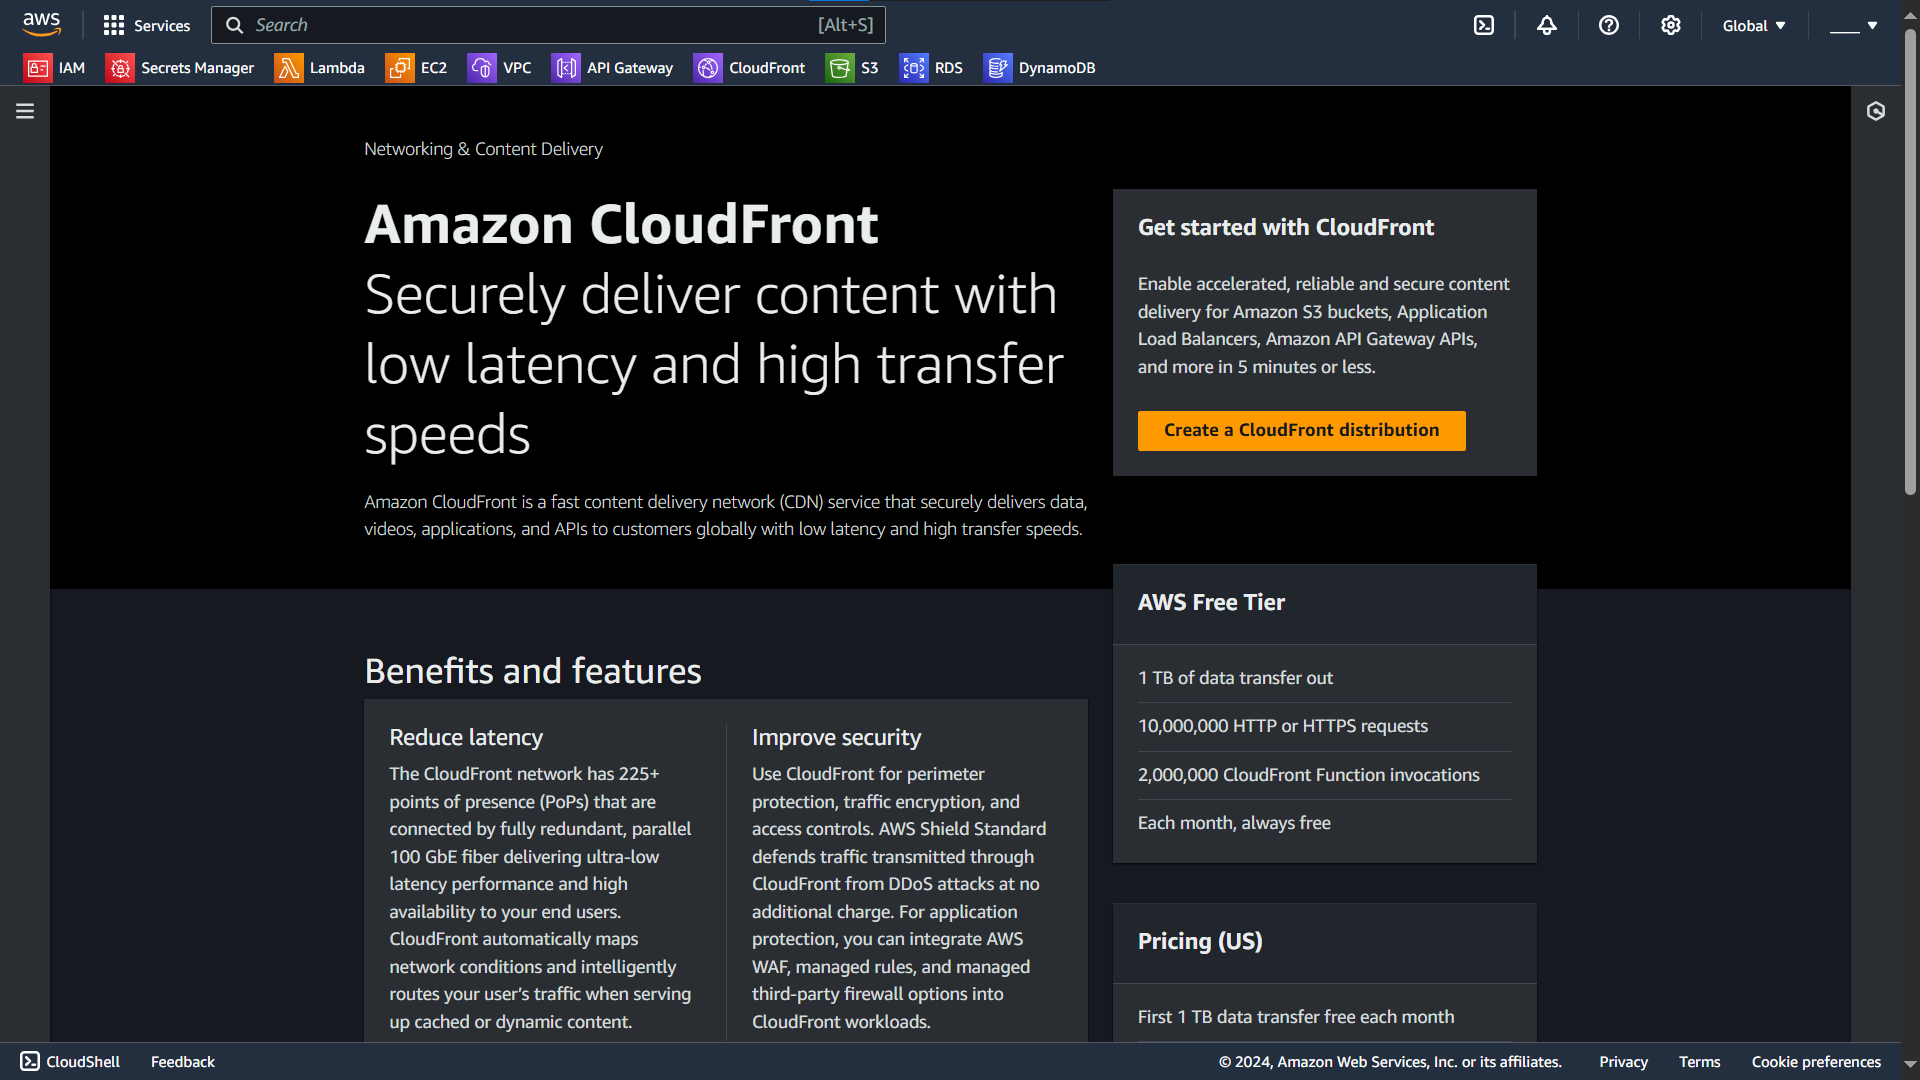 aws
Services
Search
[Alt+S]
Global
IAM
Secrets Manager
Lambda
EC2
VPC
API Gateway
CloudFront
S3
RDS
DynamoDB
Networking & Content Delivery
Amazon CloudFront
Securely deliver content with
low latency and high transfer
speeds
Amazon CloudFront is a fast content delivery network (CDN) service that securely delivers data,
videos, applications, and APIs to customers globally with low latency and high transfer speeds.
Get started with CloudFront
Enable accelerated, reliable and secure content
delivery for Amazon S3 buckets, Application
Load Balancers, Amazon API Gateway APIs,
and more in 5 minutes or less.
Create a CloudFront distribution
AWS Free Tier
1 TB of data transfer out
10,000,000 HTTP or HTTPS requests
2,000,000 CloudFront Function invocations
Each month, always free
Benefits and features
Reduce latency
The CloudFront network has 225+
points of presence (PoPs) that are
connected by fully redundant, parallel
100 GbE fiber delivering ultra-low
latency performance and high
availability to your end users.
CloudFront automatically maps
network conditions and intelligently
routes your user’s traffic when serving
up cached or dynamic content.
Improve security
Use CloudFront for perimeter
protection, traffic encryption, and
access controls. AWS Shield Standard
defends traffic transmitted through
CloudFront from DDoS attacks at no
additional charge. For application
protection, you can integrate AWS
WAF, managed rules, and managed
third-party firewall options into
CloudFront workloads.
Pricing (US)
First 1 TB data transfer free each month
CloudShell
Feedback
© 2024, Amazon Web Services, Inc. or its affiliates.
Privacy
Terms
Cookie preferences